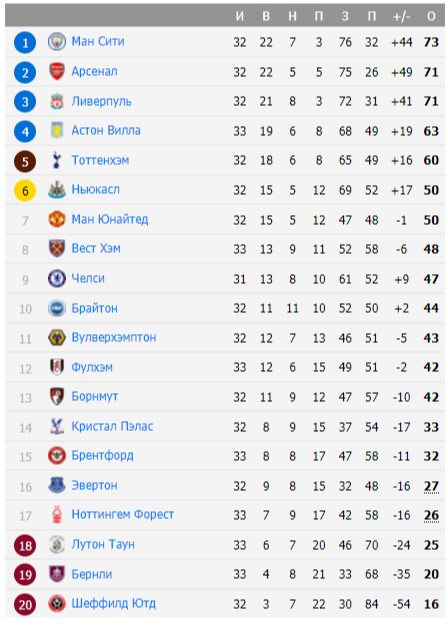 И В Н П З П +/- О
1 Ман Сити 32 22 7 3 76 32 +44 73
2 Арсенал 32 22 5 5 75 26 +49 71
3 Ливерпуль 32 21 8 3 72 31 +41 71
4 Астон Вилла 33 19 6 8 68 49 +19 63
5 Тоттенхэм 32 18 6 8 65 49 +16 60
6 Ньюкасл 32 15 5 12 69 52 +17 50
7 Ман Юнайтед 32 15 5 12 47 48 -1 50
8 Вест Хэм 33 13 9 11 52 58 -6 48
9 Челси 31 13 8 10 61 52 +9 47
10 Брайтон 32 11 11 10 52 50 +2 44
11 Вулверхэмптон 32 12 7 13 46 51 -5 43
12 Фулхэм 33 12 6 15 49 51 -2 42
13 Борнмут 32 11 9 12 47 57 -10 42
14 Кристал Пэлас 32 8 9 15 37 54 -17 33
15 Брентфорд 33 8 8 17 47 58 -11 32
16 Эвертон 32 9 8 15 32 48 -16 27
17 Ноттингем Форест 33 7 9 17 42 58 -16 26
18 Лутон Таун 33 6 7 20 46 70 -24 25
19 Бернли 33 4 8 21 33 68 -35 20
20 Шеффилд Ютд 32 3 7 22 30 84 -54 16